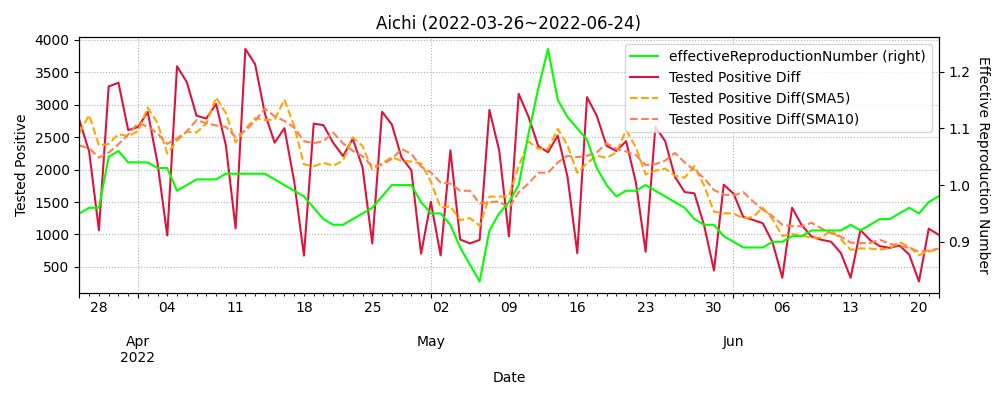 Aichi (2022-03-26~2022-06-24)
effectiveReproductionNumber (right)
Tested Positive Diff
Tested Positive Diff(SMA5)
Tested Positive Diff(SMA10)
Tested Positive
4000
3500
3000
2500
2000
1500
1000
500
1.2
1.1
1.0
0.9
Effective Reproduction Number
28 04 11 18 25 02 09 16 23 30 06 13 20
Apr May Jun
2022
Date